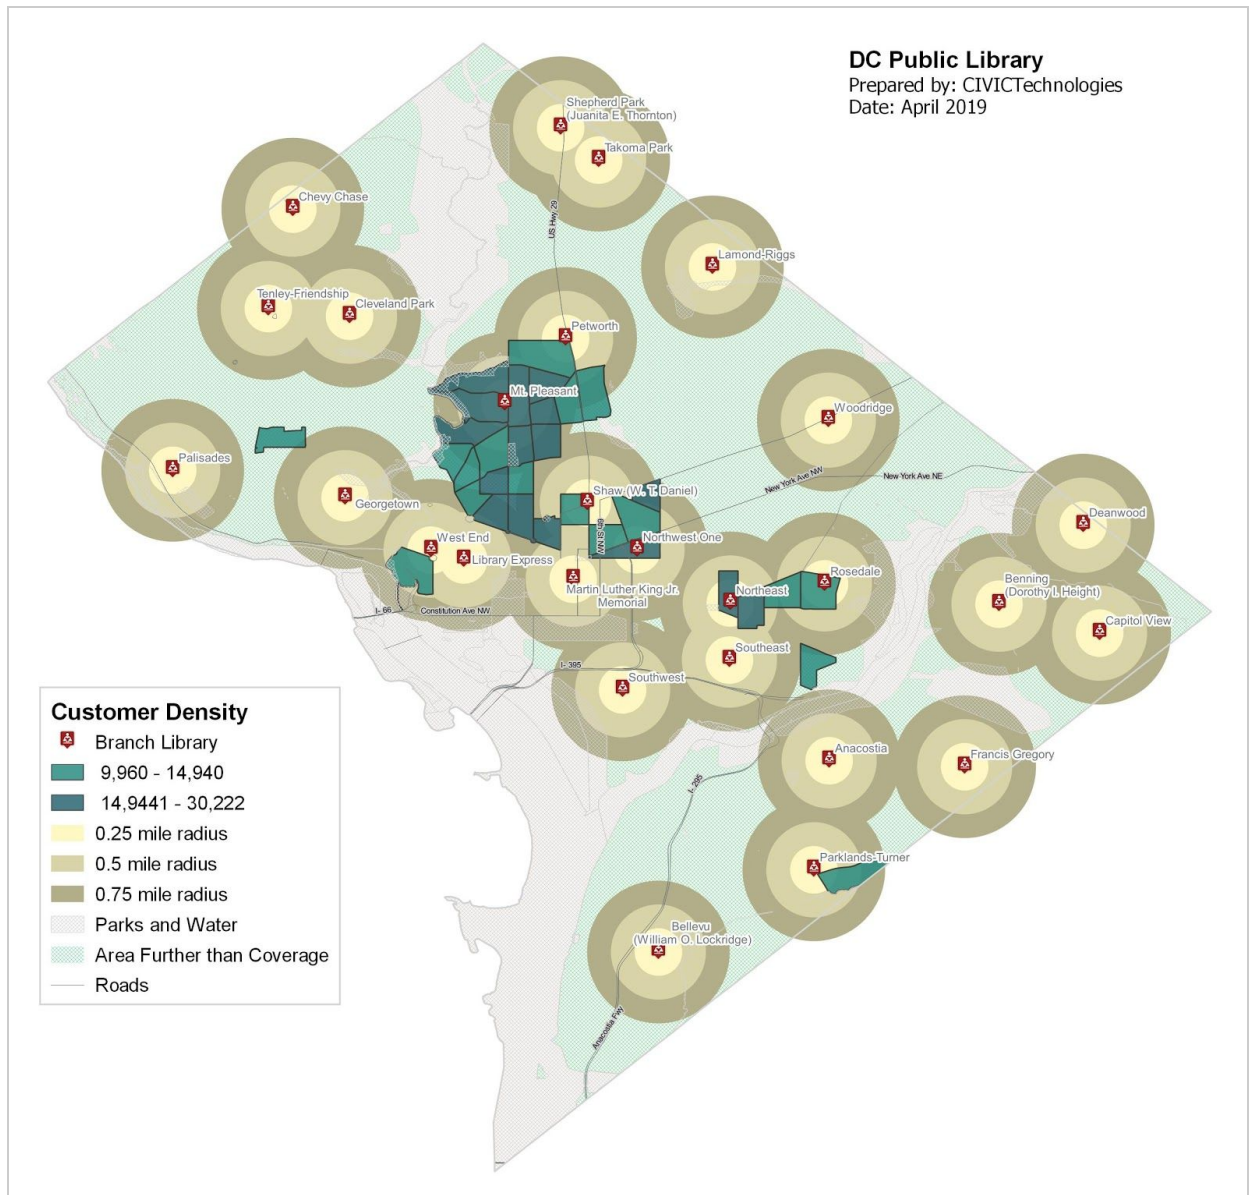 DC Public Library
Prepared by: CIVICTechnologies
Date: April 2019
Shepherd Park
(Juanita E. Thornton)
Takoma Park
Chevy Chase
US Hwy 29
Lamond-Riggs
Tenley-Friendship
Cleveland Park
Petworth
Mt. Pleasant
Woodridge
Palisades
New York Ave NW
New York Ave NE
Georgetown
Shaw (W. T. Daniel)
Deanwood
6th St NW
West End
Northwest One
Library Express
Rosedale
Benning
(Dorothy I. Height)
Northeast
Martin Luther King Jr.
Memorial
I- 66
Constitution Ave NW
Capitol View
Southeast
I- 395
Southwest
Anacostia
Francis Gregory
I- 295
Parklands-Turner
Bellevu
(William O. Lockridge)
Anacostia Fwy
Customer Density
Branch Library
9,960 - 14,940
14,9441 - 30,222
0.25 mile radius
0.5 mile radius
0.75 mile radius
Parks and Water
Area Further than Coverage
Roads